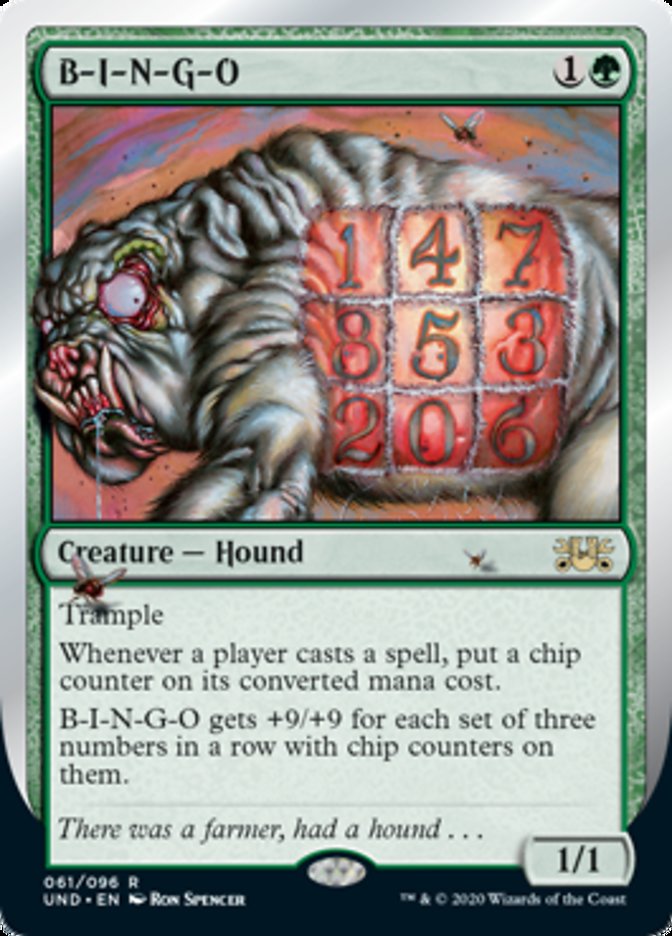 B-I-N-G-O 1
1 4 7
8 5 3
2 0 6
Creature — Hound
Trample
Whenever a player casts a spell, put a chip
counter on its converted mana cost.
B-I-N-G-O gets +9/+9 for each set of three
numbers in a row with chip counters on
them.
There was a farmer, had a hound . . .
1/1
061/096 R
UND • EN Ron Spencer ™ & © 2020 Wizards of the Coast